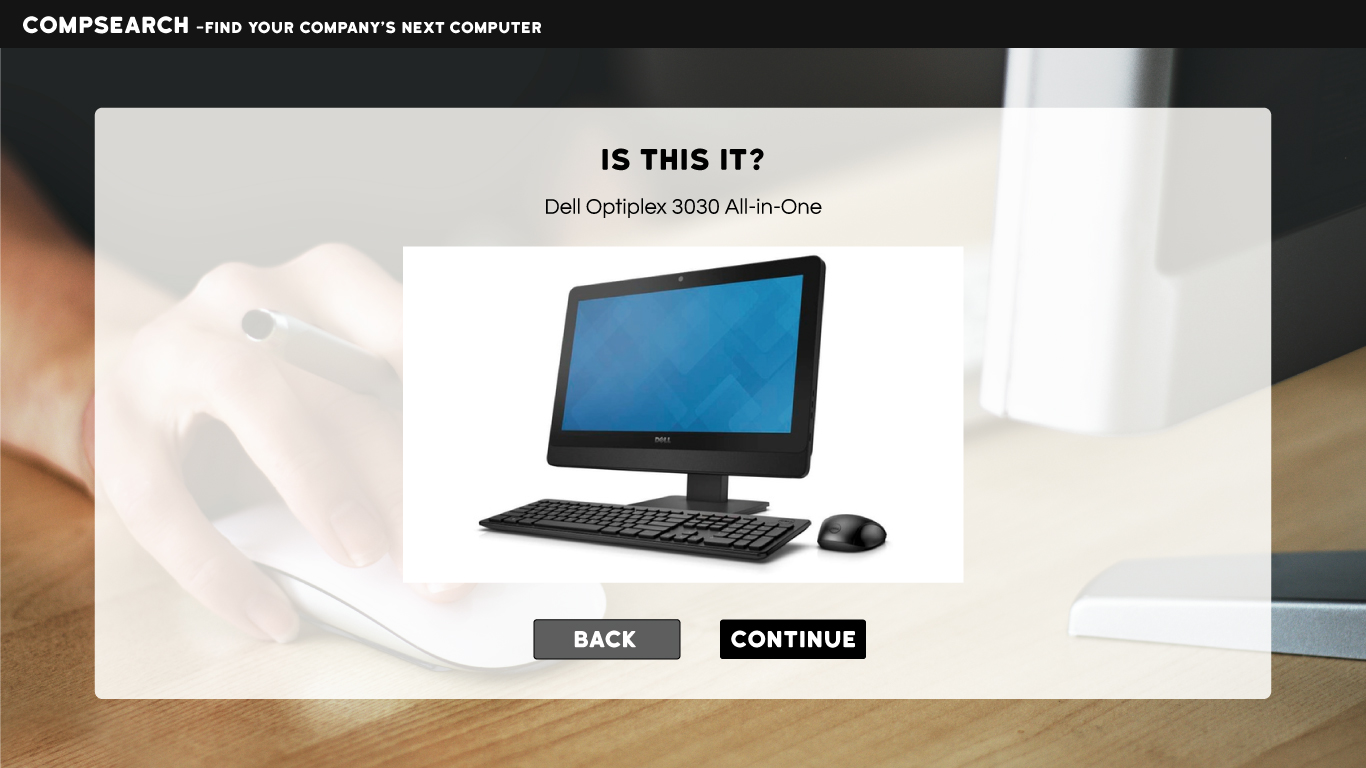 COMPSEARCH -FIND YOUR COMPANY'S NEXT COMPUTER
IS THIS IT?
Dell Optiplex 3030 All-in-One
DELL
BACK CONTINUE